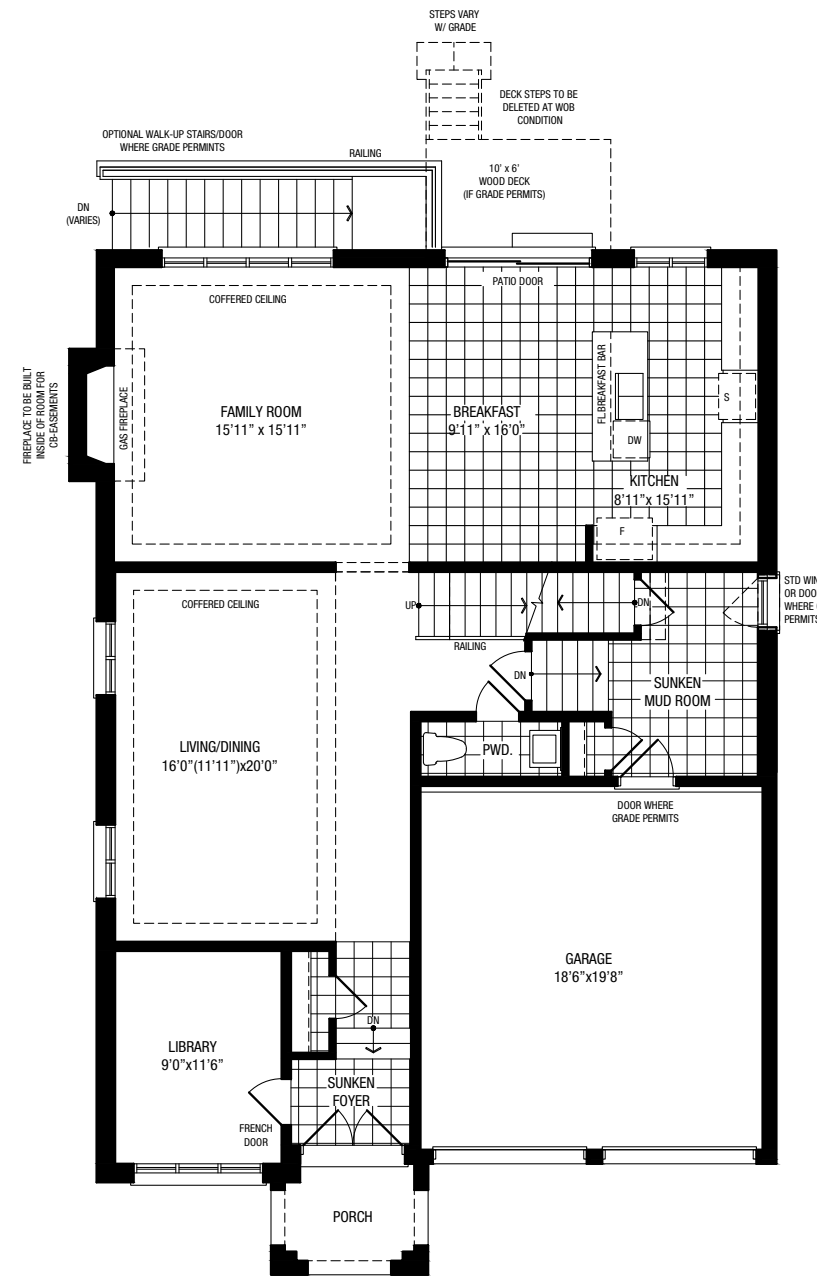 STEPS VARY
W/ GRADE
DECK STEPS TO BE
DELETED AT WOB
CONDITION
OPTIONAL WALK-UP STAIRS/DOOR
WHERE GRADE PERMINTS
RAILING
10' x 6'
WOOD DECK
(IF GRADE PERMITS)
DN
(VARIES)
PATIO DOOR
COFFERED CEILING
FIREPLACE TO BE BUILT
INSIDE OF ROOM FOR
CB-EASEMENTS
GAS FIREPLACE
FAMILY ROOM
15'11" x 15'11"
BREAKFAST
9'11" x 16'0"
FL BREAKFAST BAR
S
DW
KITCHEN
8'11"x 15'11"
F
COFFERED CEILING
UP
DN
STD WIN
OR DOO
WHERE
PERMITS
RAILING
DN
SUNKEN
MUD ROOM
LIVING/DINING
16'0"(11'11")x20'0"
PWD.
DOOR WHERE
GRADE PERMITS
GARAGE
18'6"x19'8"
DN
LIBRARY
9'0"x11'6"
SUNKEN
FOYER
FRENCH
DOOR
PORCH